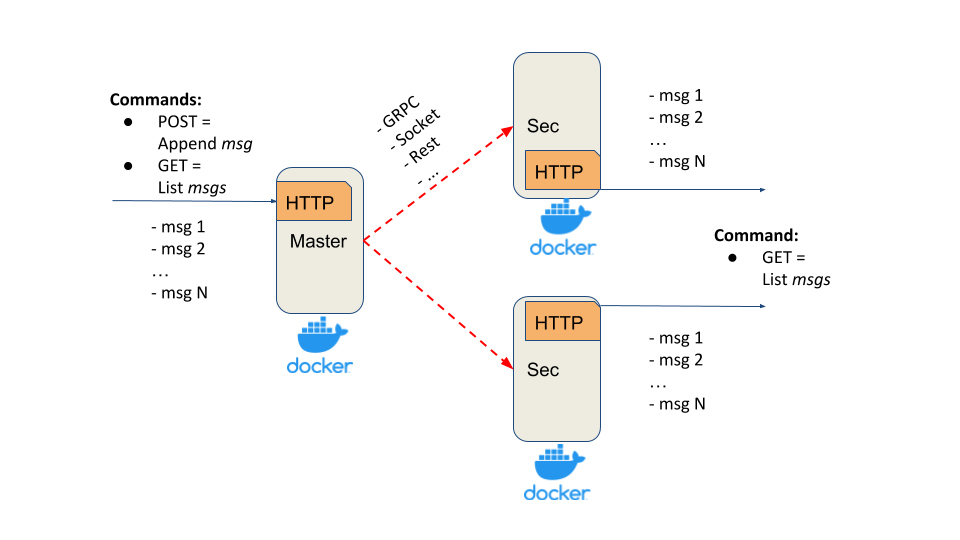 Commands:
● POST =
Append msg
● GET =
List msgs
- msg 1
- msg 2
...
- msg N
HTTP
Master
docker
- GRPC
- Socket
- Rest
- ...
Sec
HTTP
docker
- msg 1
- msg 2
...
- msg N
Command:
● GET =
List msgs
HTTP
Sec
docker
- msg 1
- msg 2
...
- msg N